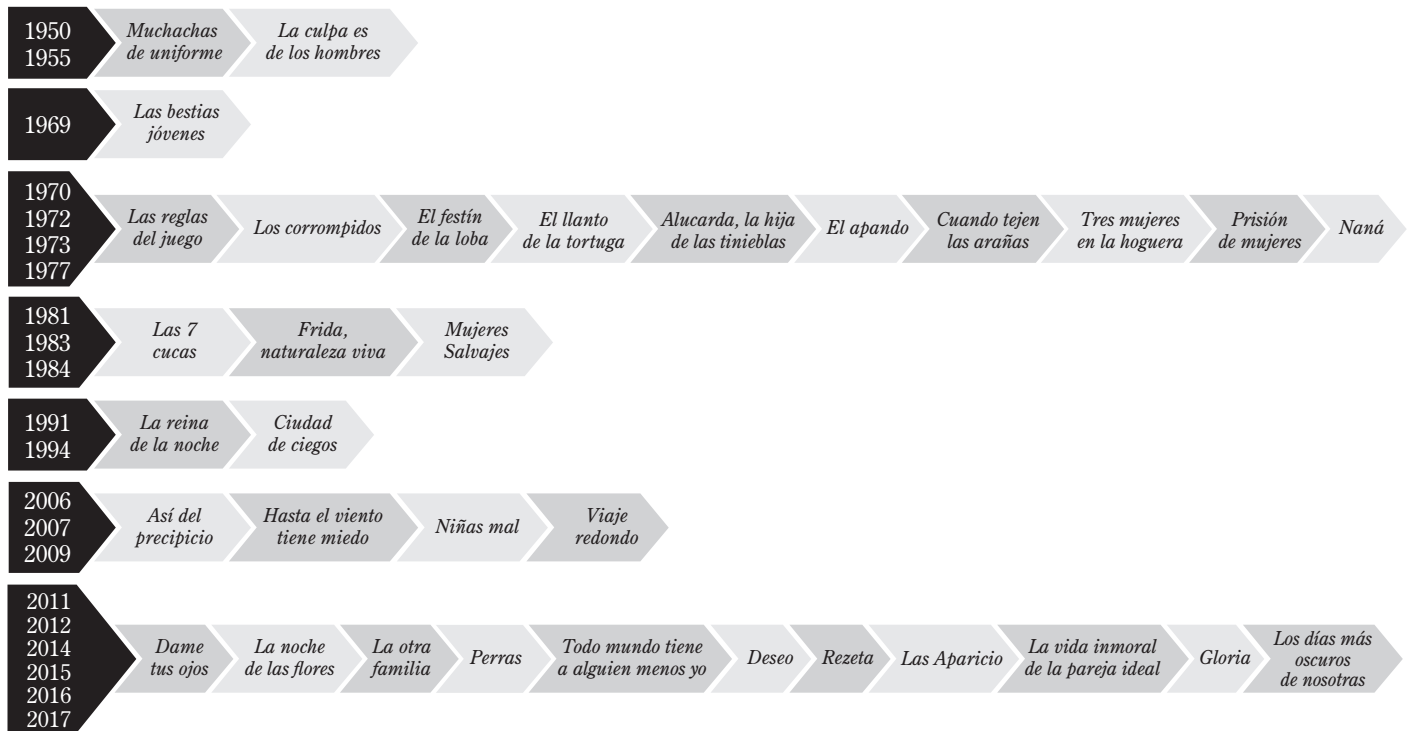 1950
1955
Muchachas
de uniforme
La culpa es
de los hombres
1969
Las bestias
jóvenes
1970
1972
1973
1977
Las reglas
del juego
Los corrompidos
El festín
de la loba
El llanto
de la tortuga
Alucarda, la hija
de las tinieblas
El apando
Cuando tejen
las arañas
Tres mujeres
en la hoguera
Prisión
de mujeres
Naná
1981
1983
1984
Las 7
cucas
Frida,
naturaleza viva
Mujeres
Salvajes
1991
1994
La reina
de la noche
Ciudad
de ciegos
2006
2007
2009
Así del
precipicio
Hasta el viento
tiene miedo
Niñas mal
Viaje
redondo
2011
2012
2014
2015
2016
2017
Dame
tus ojos
La noche
de las flores
La otra
familia
Perras
Todo mundo tiene
a alguien menos yo
Deseo
Rezeta
Las Aparicio
La vida inmoral
de la pareja ideal
Gloria
Los días más
oscuros
de nosotras